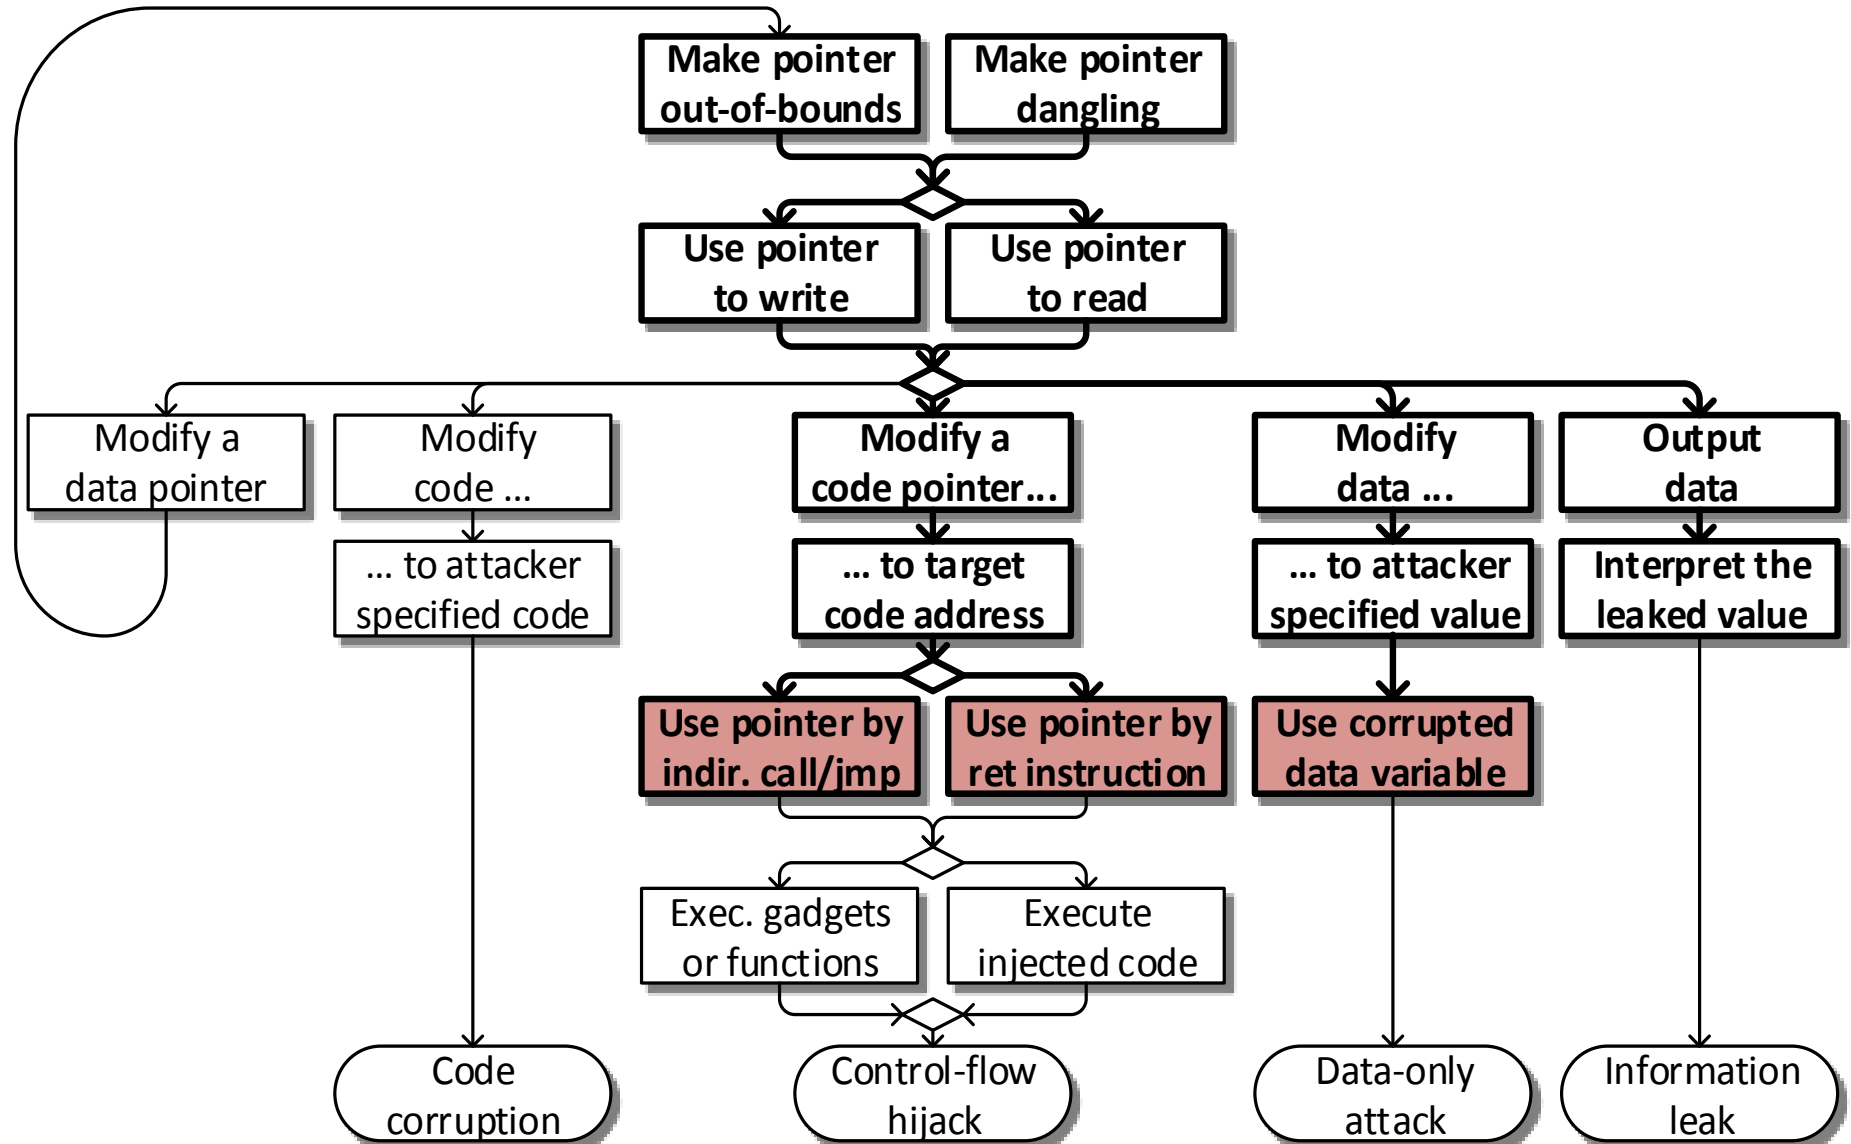 Make pointer
out-of-bounds
Make pointer
dangling
Use pointer
to write
Use pointer
to read
Modify a
data pointer
Modify
code ...
Modify a
code pointer...
Modify
data ...
Output
data
... to attacker
specified code
... to target
code address
... to attacker
specified value
Interpret the
leaked value
Use pointer by
indir. call/jmp
Use pointer by
ret instruction
Use corrupted
data variable
Exec. gadgets
or functions
Execute
injected code
Code
corruption
Control-flow
hijack
Data-only
attack
Information
leak